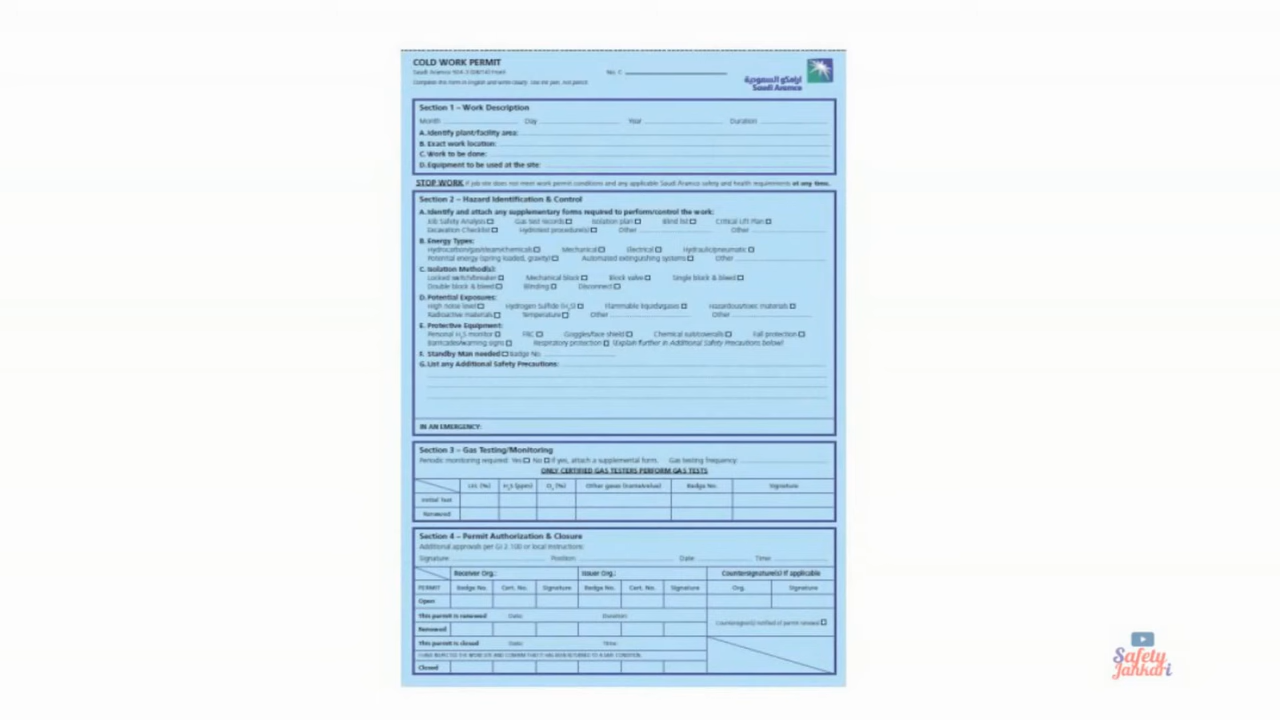 COLD WORK PERMIT
Saudi Aramco
No. C
Complete this form in English and write clearly. Use the pen, not pencil.
أرامكو السعودية
Saudi Aramco
Section 1 – Work Description
Month Day Year Duration
A. Identify plant/facility area:
B. Exact work location:
C. Work to be done:
D. Equipment to be used at the site:
STOP WORK if job site does not meet work permit conditions and any applicable Saudi Aramco safety and health requirements at any time.
Section 2 – Hazard Identification & Control
A. Identify and attach any supplementary forms required to perform/control the work:
Job Safety Analysis Gas test records Isolation plan Blind list Critical Lift Plan
Excavation Checklist Hydrotest procedure(s) Other Other
B. Energy Types:
Hydrocarbon/gas/steam/chemicals Mechanical Electrical Hydraulic/pneumatic
Potential energy (spring loaded, gravity) Automated extinguishing systems Other
C. Isolation Method(s):
Locked switch/breaker Mechanical block Block valve Single block & bleed
Double block & bleed Blinding Disconnect
D. Potential Exposures:
High noise level Hydrogen Sulfide (H₂S) Flammable liquids/gases Hazardous/toxic materials
Radioactive materials Temperature Other Other
E. Protective Equipment:
Personal H₂S monitor FRC Goggles/face shield Chemical suit/coveralls Fall protection
Barricades/warning signs Respiratory protection (Explain further in Additional Safety Precautions below)
F. Standby Man needed Badge No.
G. List any Additional Safety Precautions:
IN AN EMERGENCY:
Section 3 – Gas Testing/Monitoring
Periodic monitoring required: Yes No If yes, attach a supplemental form. Gas testing frequency:
ONLY CERTIFIED GAS TESTERS PERFORM GAS TESTS
LEL (%) H₂S (ppm) O₂ (%) Other gases (name/value) Badge No. Signature
Initial Test
Renewal
Section 4 – Permit Authorization & Closure
Additional approvals per GI 2.100 or local instructions:
Signature Position: Date: Time:
Receiver Org.: Issuer Org.: Countersignature(s) if applicable
PERMIT Badge No. Cert. No. Signature Badge No. Cert. No. Signature Org. Signature
Open
This permit is renewed Date: Duration:
Countersigner(s) notified of permit renewal
Renewed
This permit is closed Date: Time:
I HAVE INSPECTED THE WORK SITE AND CONFIRM THAT IT HAS BEEN RETURNED TO A SAFE CONDITION.
Closed
Safety
Jankari